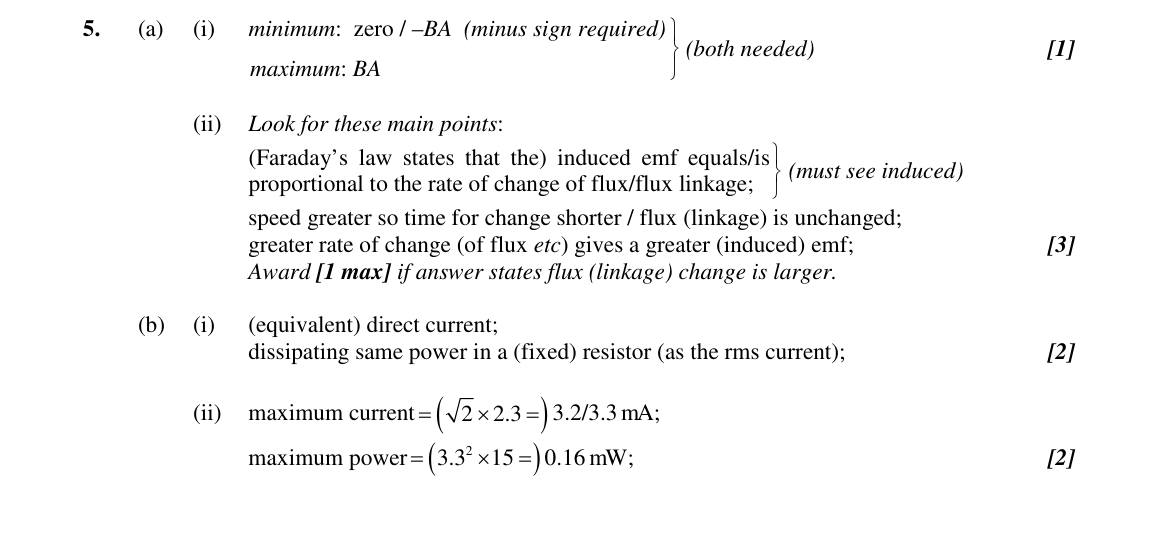 5. (a) (i) minimum: zero / –BA (minus sign required)
(both needed) [1]
maximum: BA
(ii) Look for these main points:
(Faraday's law states that the) induced emf equals/is
(must see induced)
proportional to the rate of change of flux/flux linkage;
speed greater so time for change shorter / flux (linkage) is unchanged;
greater rate of change (of flux etc) gives a greater (induced) emf; [3]
Award [1 max] if answer states flux (linkage) change is larger.
(b) (i) (equivalent) direct current;
dissipating same power in a (fixed) resistor (as the rms current); [2]
(ii) maximum current = (√2 × 2.3 =) 3.2/3.3 mA;
maximum power = (3.3² ×15 =) 0.16 mW; [2]